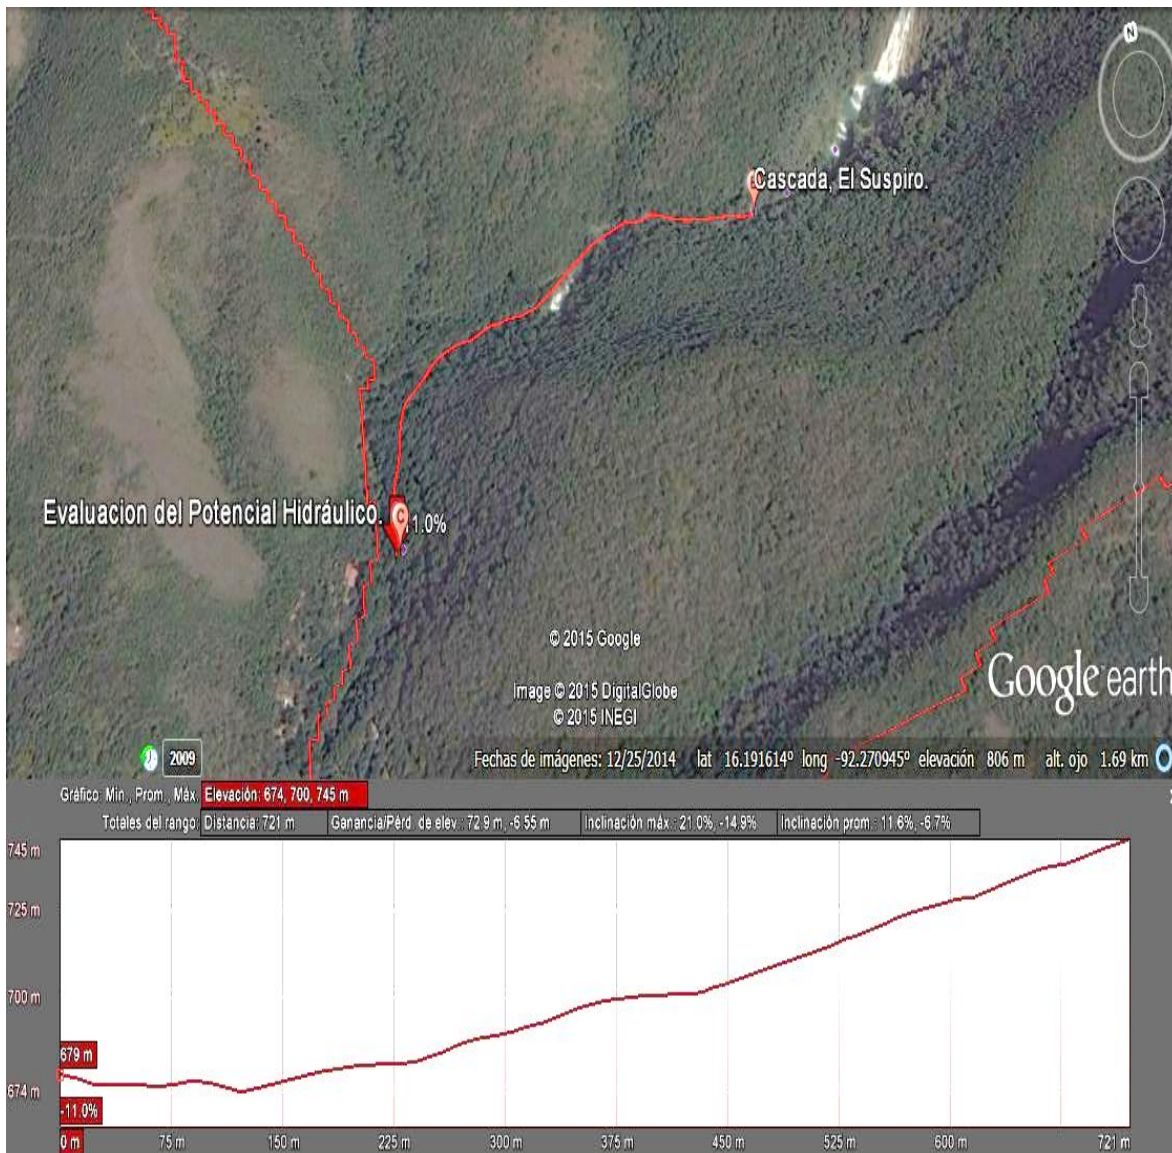 N
Cascada, El Suspiro.
Evaluacion del Potencial Hidráulico.
C
11.0%
© 2015 Google
Image © 2015 DigitalGlobe
© 2015 INEGI
Google earth
2009
Fechas de imágenes: 12/25/2014 lat 16.191614° long -92.270945° elevación 806 m alt. ojo 1.69 km
Gráfico: Mín., Prom., Máx. Elevación: 674, 700, 745 m
Totales del rango: Distancia: 721 m Ganancia/Pérd. de elev.: 72.9 m, -6.55 m Inclinación máx.: 21.0%, -14.9% Inclinación prom.: 11.6%, -6.7%
745 m
725 m
700 m
679 m
674 m
-11.0%
0 m 75 m 150 m 225 m 300 m 375 m 450 m 525 m 600 m 721 m